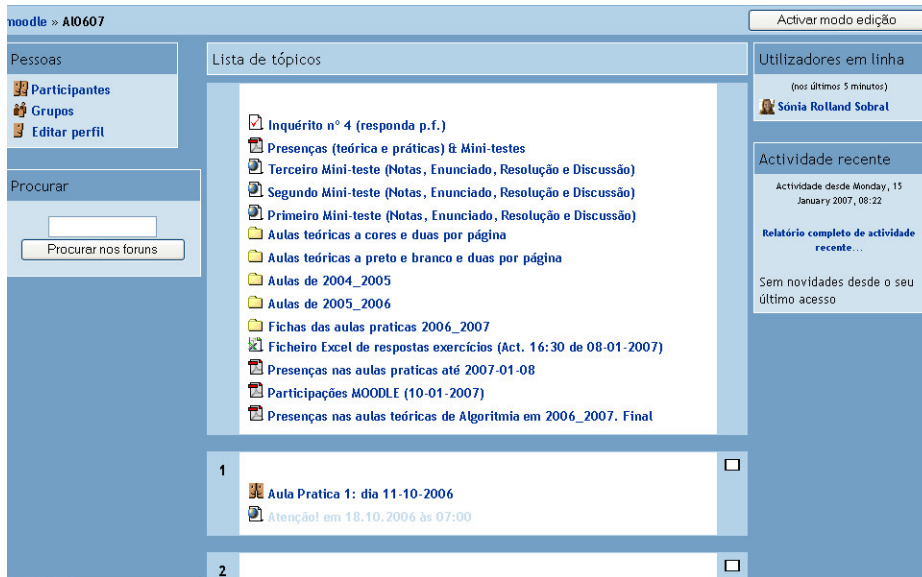 moodle » Al0607
Activar modo edição
Pessoas
Participantes
Grupos
Editar perfil
Procurar
Procurar nos foruns
Lista de tópicos
Inquérito nº 4 (responda p.f.)
Presenças (teórica e práticas) & Mini-testes
Terceiro Mini-teste (Notas, Enunciado, Resolução e Discussão)
Segundo Mini-teste (Notas, Enunciado, Resolução e Discussão)
Primeiro Mini-teste (Notas, Enunciado, Resolução e Discussão)
Aulas teóricas a cores e duas por página
Aulas teóricas a preto e branco e duas por página
Aulas de 2004_2005
Aulas de 2005_2006
Fichas das aulas praticas 2006_2007
Ficheiro Excel de respostas exercícios (Act. 16:30 de 08-01-2007)
Presenças nas aulas praticas até 2007-01-08
Participações MOODLE (10-01-2007)
Presenças nas aulas teóricas de Algoritmia em 2006_2007. Final
1
Aula Pratica 1: dia 11-10-2006
Atenção! em 18.10.2006 às 07:00
2
Utilizadores em linha
(nos últimos 5 minutos)
Sónia Rolland Sobral
Actividade recente
Actividade desde Monday, 15
January 2007, 08:22
Relatório completo de actividade
recente...
Sem novidades desde o seu
último acesso